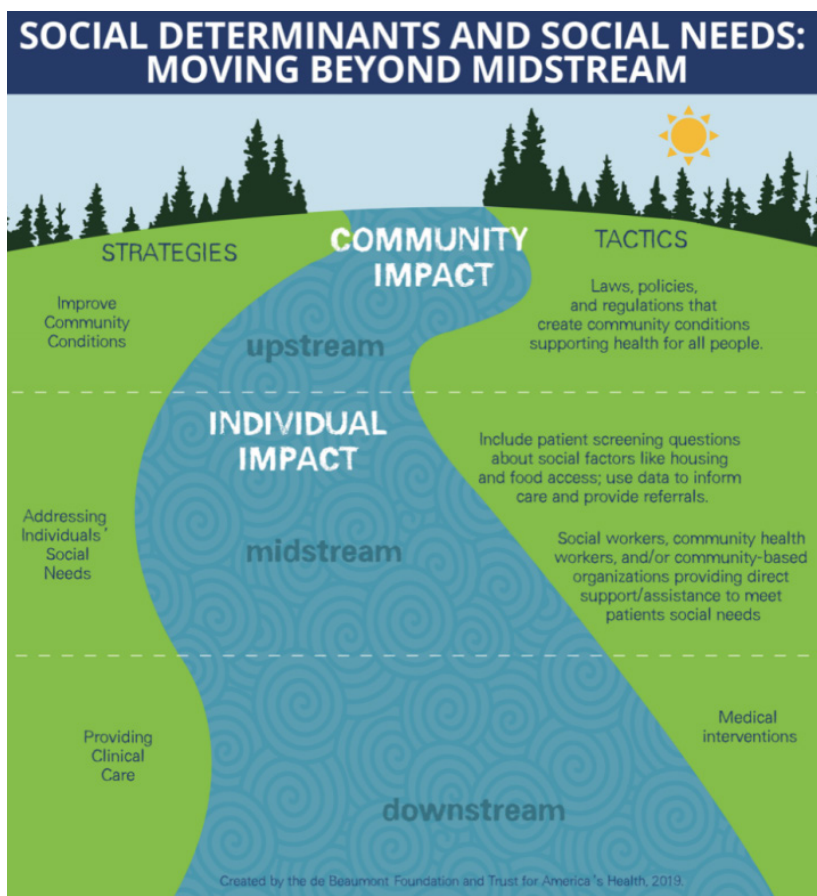 SOCIAL DETERMINANTS AND SOCIAL NEEDS:
MOVING BEYOND MIDSTREAM
STRATEGIES
COMMUNITY
IMPACT
TACTICS
Improve
Community
Conditions
upstream
Laws, policies,
and regulations that
create community conditions
supporting health for all people.
INDIVIDUAL
IMPACT
Addressing
Individuals´
Social
Needs
midstream
Include patient screening questions
about social factors like housing
and food access; use data to inform
care and provide referrals.
Social workers, community health
workers, and/or community-based
organizations providing direct
support/assistance to meet
patients social needs
Providing
Clinical
Care
downstream
Medical
interventions
Created by the de Beaumont Foundation and Trust for America´s Health, 2019.